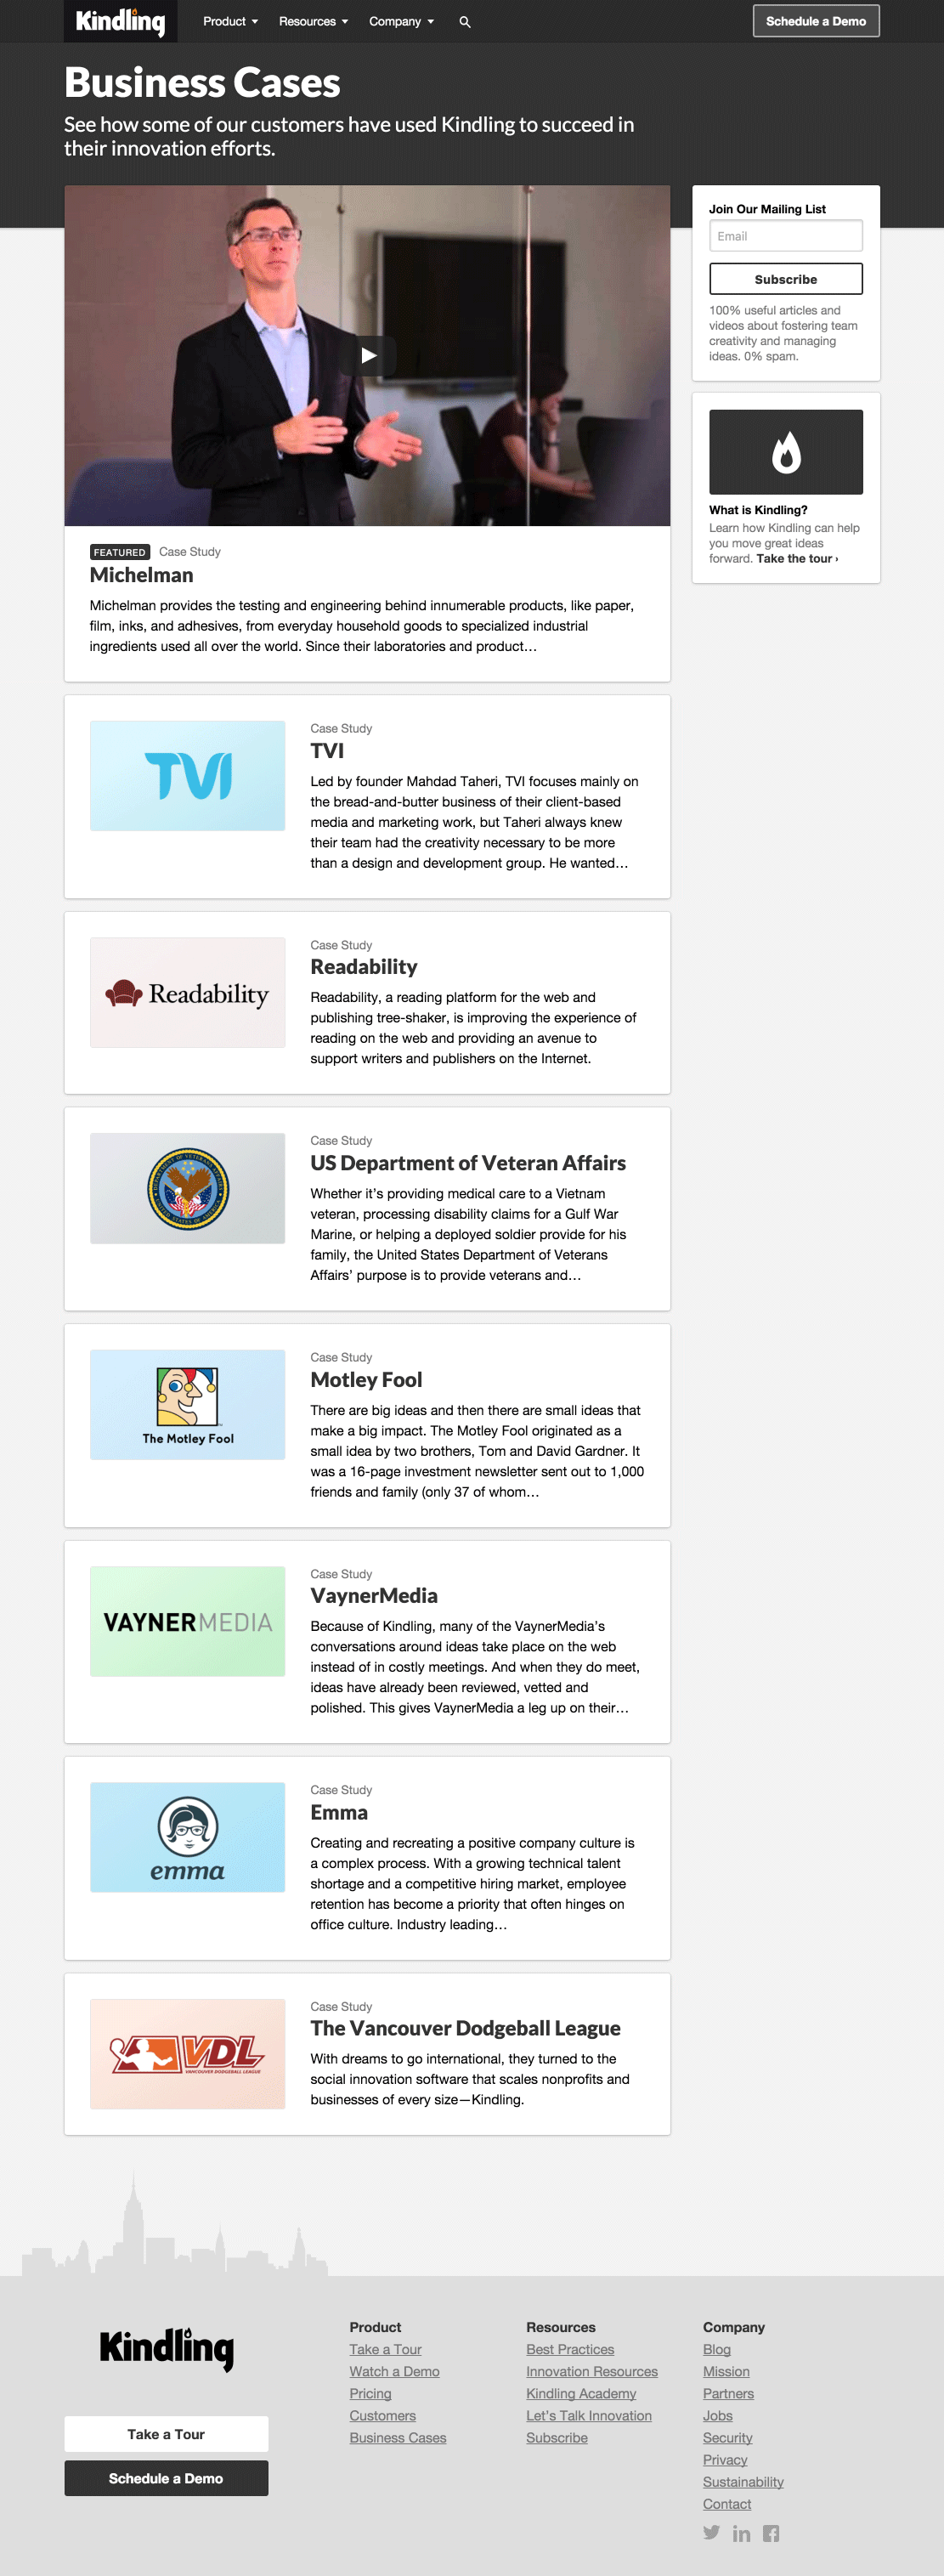 Kindling
Product
Resources
Company
Schedule a Demo
Business Cases
See how some of our customers have used Kindling to succeed in
their innovation efforts.
Join Our Mailing List
Email
Subscribe
100% useful articles and
videos about fostering team
creativity and managing
ideas. 0% spam.
What is Kindling?
Learn how Kindling can help
you move great ideas
forward. Take the tour ›
FEATURED Case Study
Michelman
Michelman provides the testing and engineering behind innumerable products, like paper,
film, inks, and adhesives, from everyday household goods to specialized industrial
ingredients used all over the world. Since their laboratories and product…
TVI
Case Study
TVI
Led by founder Mahdad Taheri, TVI focuses mainly on
the bread-and-butter business of their client-based
media and marketing work, but Taheri always knew
their team had the creativity necessary to be more
than a design and development group. He wanted…
Readability
Case Study
Readability
Readability, a reading platform for the web and
publishing tree-shaker, is improving the experience of
reading on the web and providing an avenue to
support writers and publishers on the Internet.
Case Study
US Department of Veteran Affairs
Whether it’s providing medical care to a Vietnam
veteran, processing disability claims for a Gulf War
Marine, or helping a deployed soldier provide for his
family, the United States Department of Veterans
Affairs’ purpose is to provide veterans and…
The Motley Fool
Case Study
Motley Fool
There are big ideas and then there are small ideas that
make a big impact. The Motley Fool originated as a
small idea by two brothers, Tom and David Gardner. It
was a 16-page investment newsletter sent out to 1,000
friends and family (only 37 of whom…
VAYNERMEDIA
Case Study
VaynerMedia
Because of Kindling, many of the VaynerMedia’s
conversations around ideas take place on the web
instead of in costly meetings. And when they do meet,
ideas have already been reviewed, vetted and
polished. This gives VaynerMedia a leg up on their…
emma
Case Study
Emma
Creating and recreating a positive company culture is
a complex process. With a growing technical talent
shortage and a competitive hiring market, employee
retention has become a priority that often hinges on
office culture. Industry leading…
VDL
VANCOUVER DODGEBALL LEAGUE
Case Study
The Vancouver Dodgeball League
With dreams to go international, they turned to the
social innovation software that scales nonprofits and
businesses of every size—Kindling.
Kindling
Take a Tour
Schedule a Demo
Product
Take a Tour
Watch a Demo
Pricing
Customers
Business Cases
Resources
Best Practices
Innovation Resources
Kindling Academy
Let’s Talk Innovation
Subscribe
Company
Blog
Mission
Partners
Jobs
Security
Privacy
Sustainability
Contact